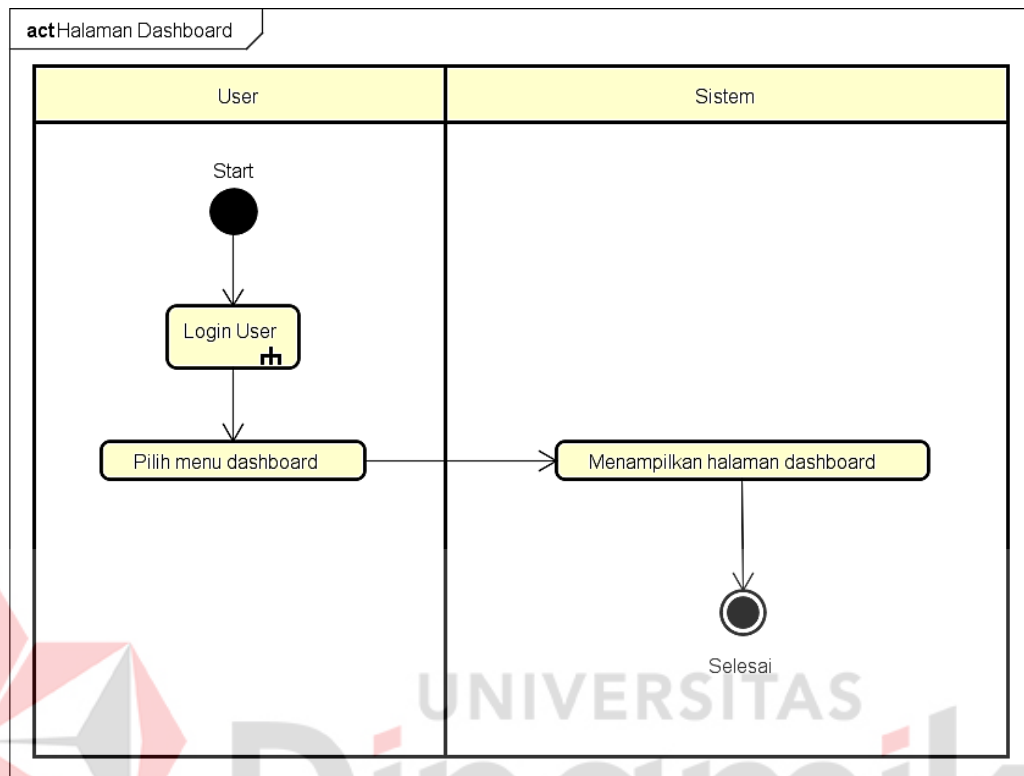 act Halaman Dashboard
User
Sistem
Start
Login User
Pilih menu dashboard
Menampilkan halaman dashboard
Selesai
UNIVERSITAS